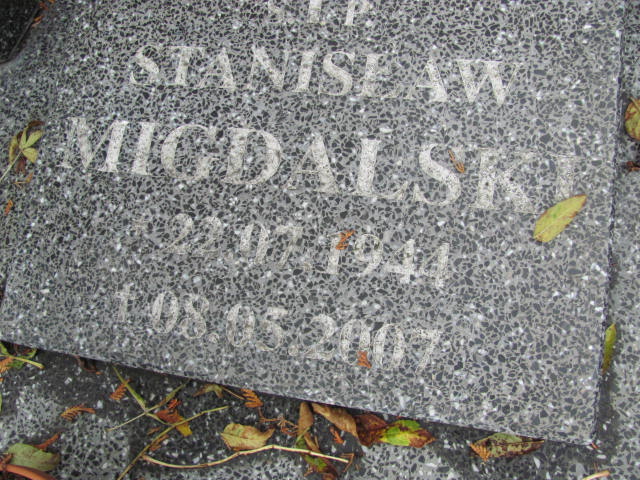 Ś P
STANISŁAW
MIGDALSKI
* 22.07.1944
† 08.05.2007